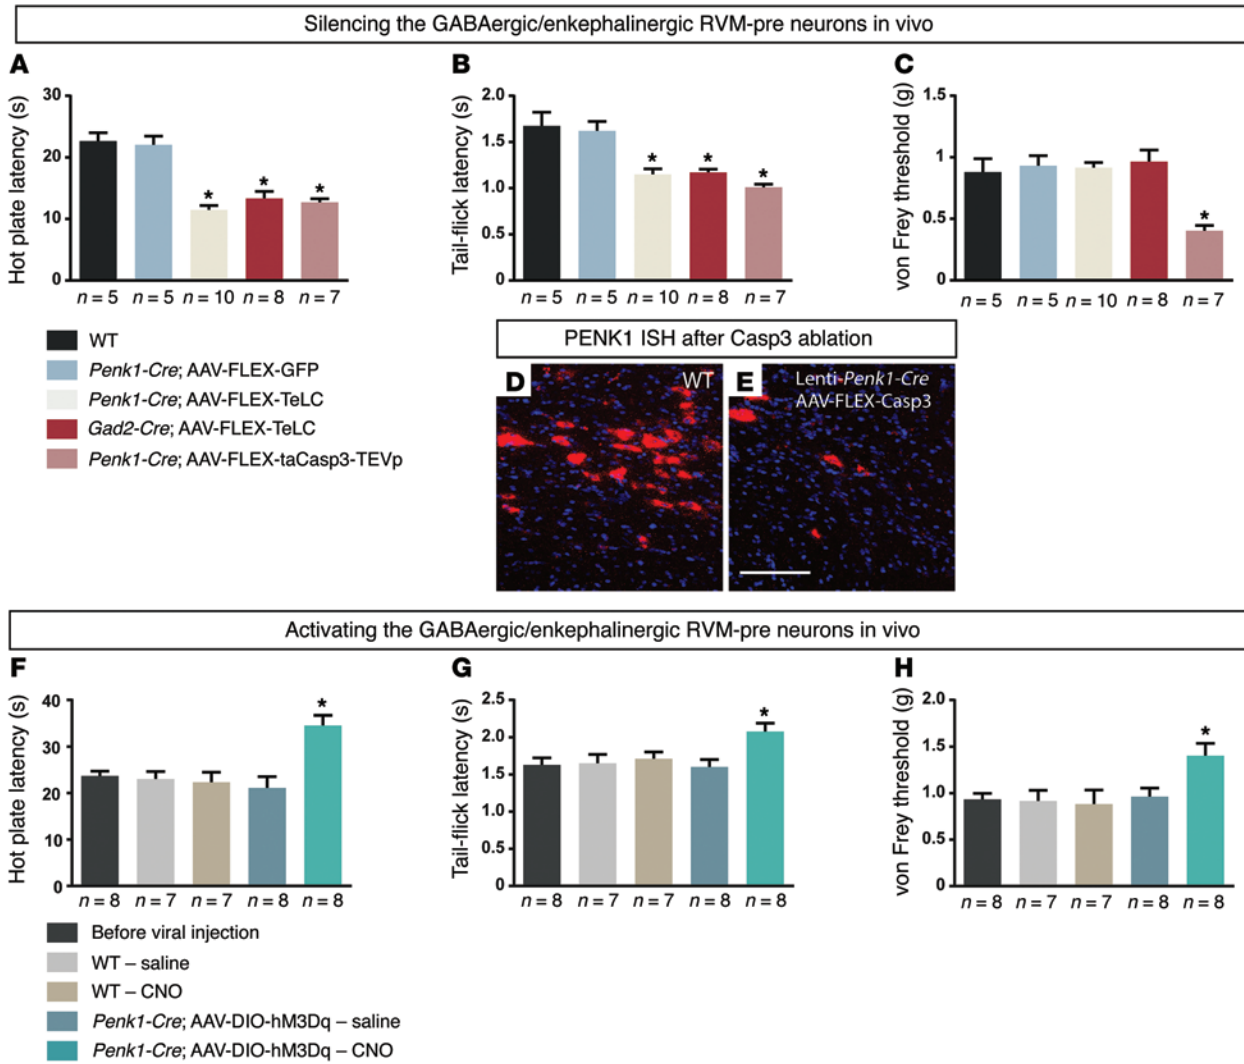 Silencing the GABAergic/enkephalinergic RVM-pre neurons in vivo
A
Hot plate latency (s)
30
20
10
0
n = 5 n = 5 n = 10 n = 8 n = 7
* * *
B
Tail-flick latency (s)
2.0
1.5
1.0
0.5
0
n = 5 n = 5 n = 10 n = 8 n = 7
* * *
C
von Frey threshold (g)
1.5
1.0
0.5
0
n = 5 n = 5 n = 10 n = 8 n = 7
*
WT
Penk1-Cre; AAV-FLEX-GFP
Penk1-Cre; AAV-FLEX-TeLC
Gad2-Cre; AAV-FLEX-TeLC
Penk1-Cre; AAV-FLEX-taCasp3-TEVp
PENK1 ISH after Casp3 ablation
D
WT
E
Lenti-Penk1-Cre
AAV-FLEX-Casp3
Activating the GABAergic/enkephalinergic RVM-pre neurons in vivo
F
Hot plate latency (s)
40
30
20
10
0
n = 8 n = 7 n = 7 n = 8 n = 8
*
G
Tail-flick latency (s)
2.5
2.0
1.5
1.0
0.5
0
n = 8 n = 7 n = 7 n = 8 n = 8
*
H
von Frey threshold (g)
2.0
1.5
1.0
0.5
0
n = 8 n = 7 n = 7 n = 8 n = 8
*
Before viral injection
WT – saline
WT – CNO
Penk1-Cre; AAV-DIO-hM3Dq – saline
Penk1-Cre; AAV-DIO-hM3Dq – CNO